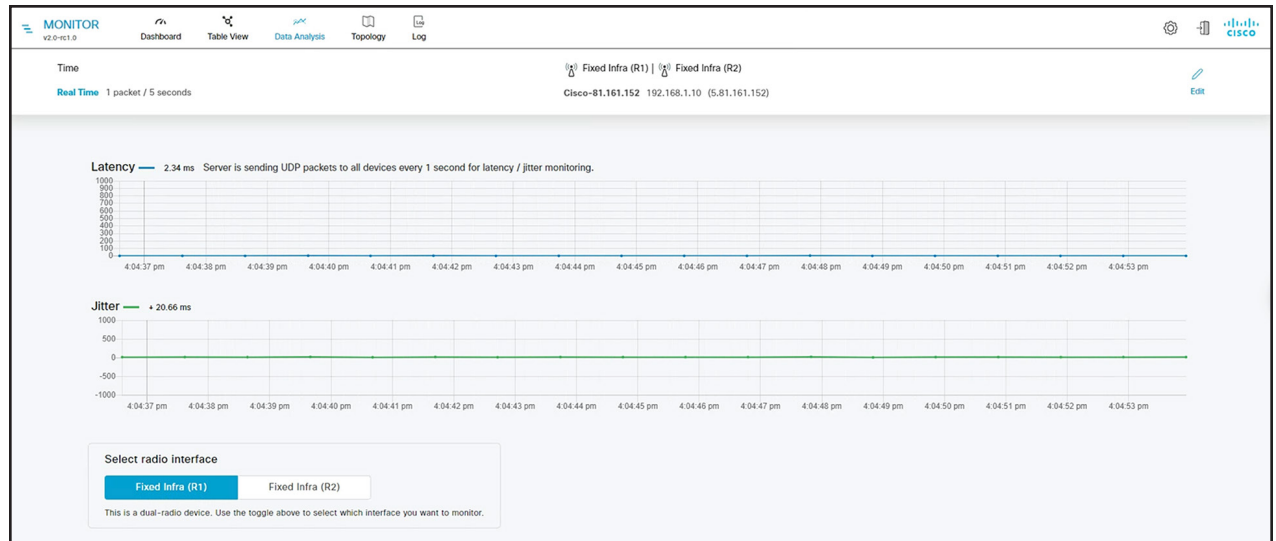 MONITOR
v2.0-rc1.0
Dashboard
Table View
Data Analysis
Topology
Log
Log
CISCO
Time
Fixed Infra (R1) | Fixed Infra (R2)
Real Time 1 packet / 5 seconds
Cisco-81.161.152 192.168.1.10 (5.81.161.152)
Edit
Latency 2.34 ms Server is sending UDP packets to all devices every 1 second for latency / jitter monitoring.
1000
900
800
700
600
500
400
300
200
100
0
4:04:37 pm 4:04:38 pm 4:04:39 pm 4:04:40 pm 4:04:41 pm 4:04:42 pm 4:04:43 pm 4:04:44 pm 4:04:45 pm 4:04:46 pm 4:04:47 pm 4:04:48 pm 4:04:49 pm 4:04:50 pm 4:04:51 pm 4:04:52 pm 4:04:53 pm
Jitter + 20.66 ms
1000
500
0
-500
-1000
4:04:37 pm 4:04:38 pm 4:04:39 pm 4:04:40 pm 4:04:41 pm 4:04:42 pm 4:04:43 pm 4:04:44 pm 4:04:45 pm 4:04:46 pm 4:04:47 pm 4:04:48 pm 4:04:49 pm 4:04:50 pm 4:04:51 pm 4:04:52 pm 4:04:53 pm
Select radio interface
Fixed Infra (R1) Fixed Infra (R2)
This is a dual-radio device. Use the toggle above to select which interface you want to monitor.